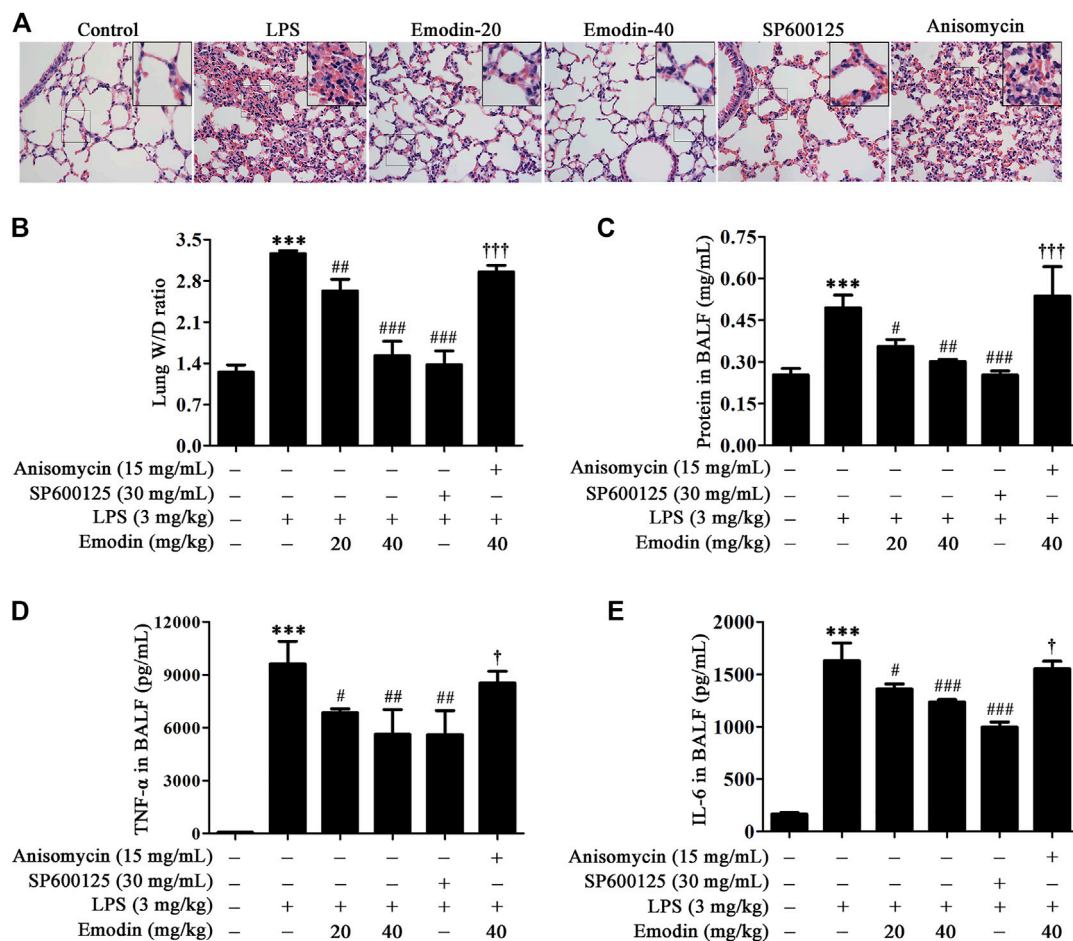 A
Control LPS Emodin-20 Emodin-40 SP600125 Anisomycin
B
Lung W/D ratio
3.5
2.8
2.1
1.4
0.7
0.0
*** ## ### ### †††
Anisomycin (15 mg/mL) – – – – – +
SP600125 (30 mg/mL) – – – – + –
LPS (3 mg/kg) – + + + + +
Emodin (mg/kg) – – 20 40 – 40
C
Protein in BALF (mg/mL)
0.75
0.60
0.45
0.30
0.15
0.00
*** # ## ### †††
Anisomycin (15 mg/mL) – – – – – +
SP600125 (30 mg/mL) – – – – + –
LPS (3 mg/kg) – + + + + +
Emodin (mg/kg) – – 20 40 – 40
D
TNF-α in BALF (pg/mL)
12000
9000
6000
3000
0
*** # ## ## †
Anisomycin (15 mg/mL) – – – – – +
SP600125 (30 mg/mL) – – – – + –
LPS (3 mg/kg) – + + + + +
Emodin (mg/kg) – – 20 40 – 40
E
IL-6 in BALF (pg/mL)
2000
1500
1000
500
0
*** # ### ### †
Anisomycin (15 mg/mL) – – – – – +
SP600125 (30 mg/mL) – – – – + –
LPS (3 mg/kg) – + + + + +
Emodin (mg/kg) – – 20 40 – 40